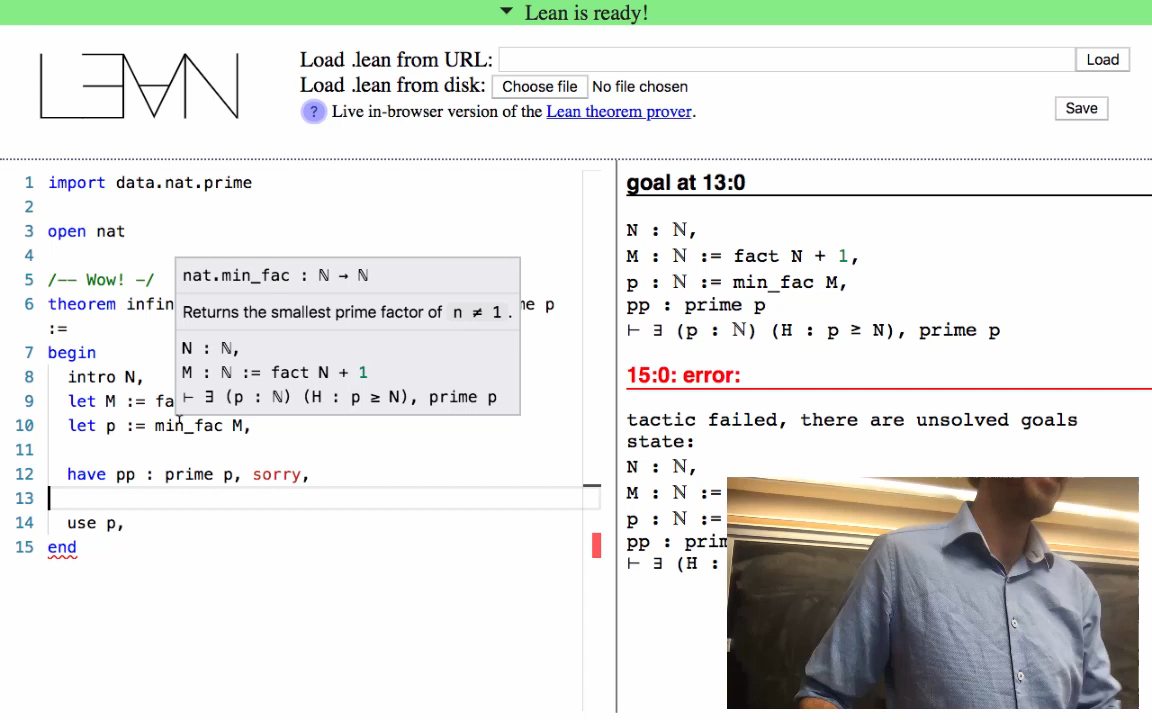 Lean is ready!
LEAN
Load .lean from URL:
Load
Load .lean from disk: Choose file No file chosen
? Live in-browser version of the Lean theorem prover.
Save
1 import data.nat.prime
2
3 open nat
4
5 /-- Wow! -/
6 theorem infin
ne p
:=
7 begin
8 intro N,
9 let M := fa
10 let p := min_fac M,
11
12 have pp : prime p, sorry,
13
14 use p,
15 end
nat.min_fac : ℕ → ℕ
Returns the smallest prime factor of n ≠ 1.
N : ℕ,
M : ℕ := fact N + 1
⊢ ∃ (p : ℕ) (H : p ≥ N), prime p
goal at 13:0
N : ℕ,
M : ℕ := fact N + 1,
p : ℕ := min_fac M,
pp : prime p
⊢ ∃ (p : ℕ) (H : p ≥ N), prime p
15:0: error:
tactic failed, there are unsolved goals
state:
N : ℕ,
M : ℕ :=
p : ℕ :=
pp : prim
⊢ ∃ (H :